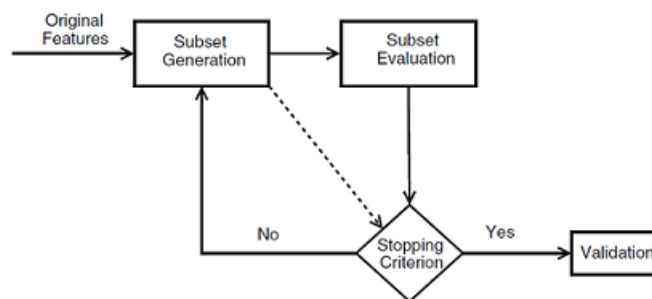 Original
Features
Subset
Generation
Subset
Evaluation
No
Stopping
Criterion
Yes
Validation